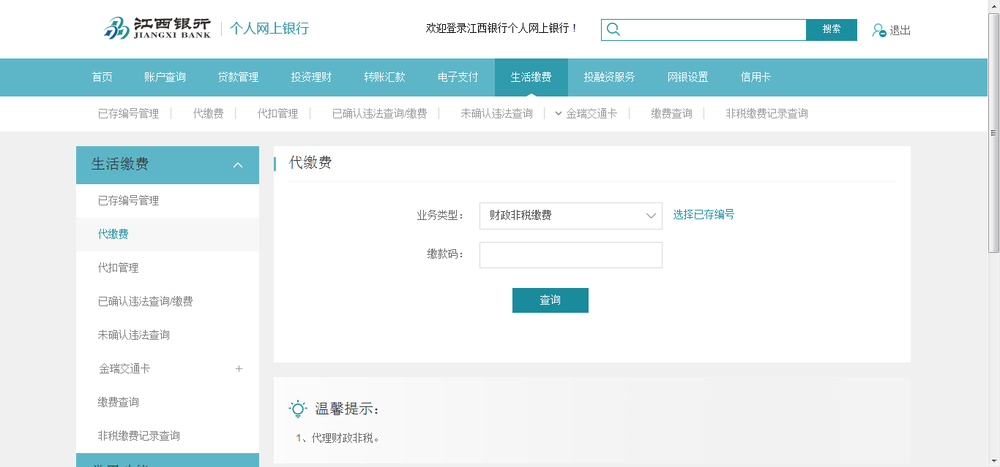 江西银行
JIANGXI BANK
个人网上银行
欢迎登录江西银行个人网上银行！
搜索
退出
首页 账户查询 贷款管理 投资理财 转账汇款 电子支付 生活缴费 投融资服务 网银设置 信用卡
已存编号管理 代缴费 代扣管理 已确认违法查询/缴费 未确认违法查询 金瑞交通卡 缴费查询 非税缴费记录查询
生活缴费
已存编号管理
代缴费
代扣管理
已确认违法查询/缴费
未确认违法查询
金瑞交通卡 +
缴费查询
非税缴费记录查询
代缴费
业务类型： 财政非税缴费 选择已存编号
缴款码：
查询
温馨提示：
1、代理财政非税。